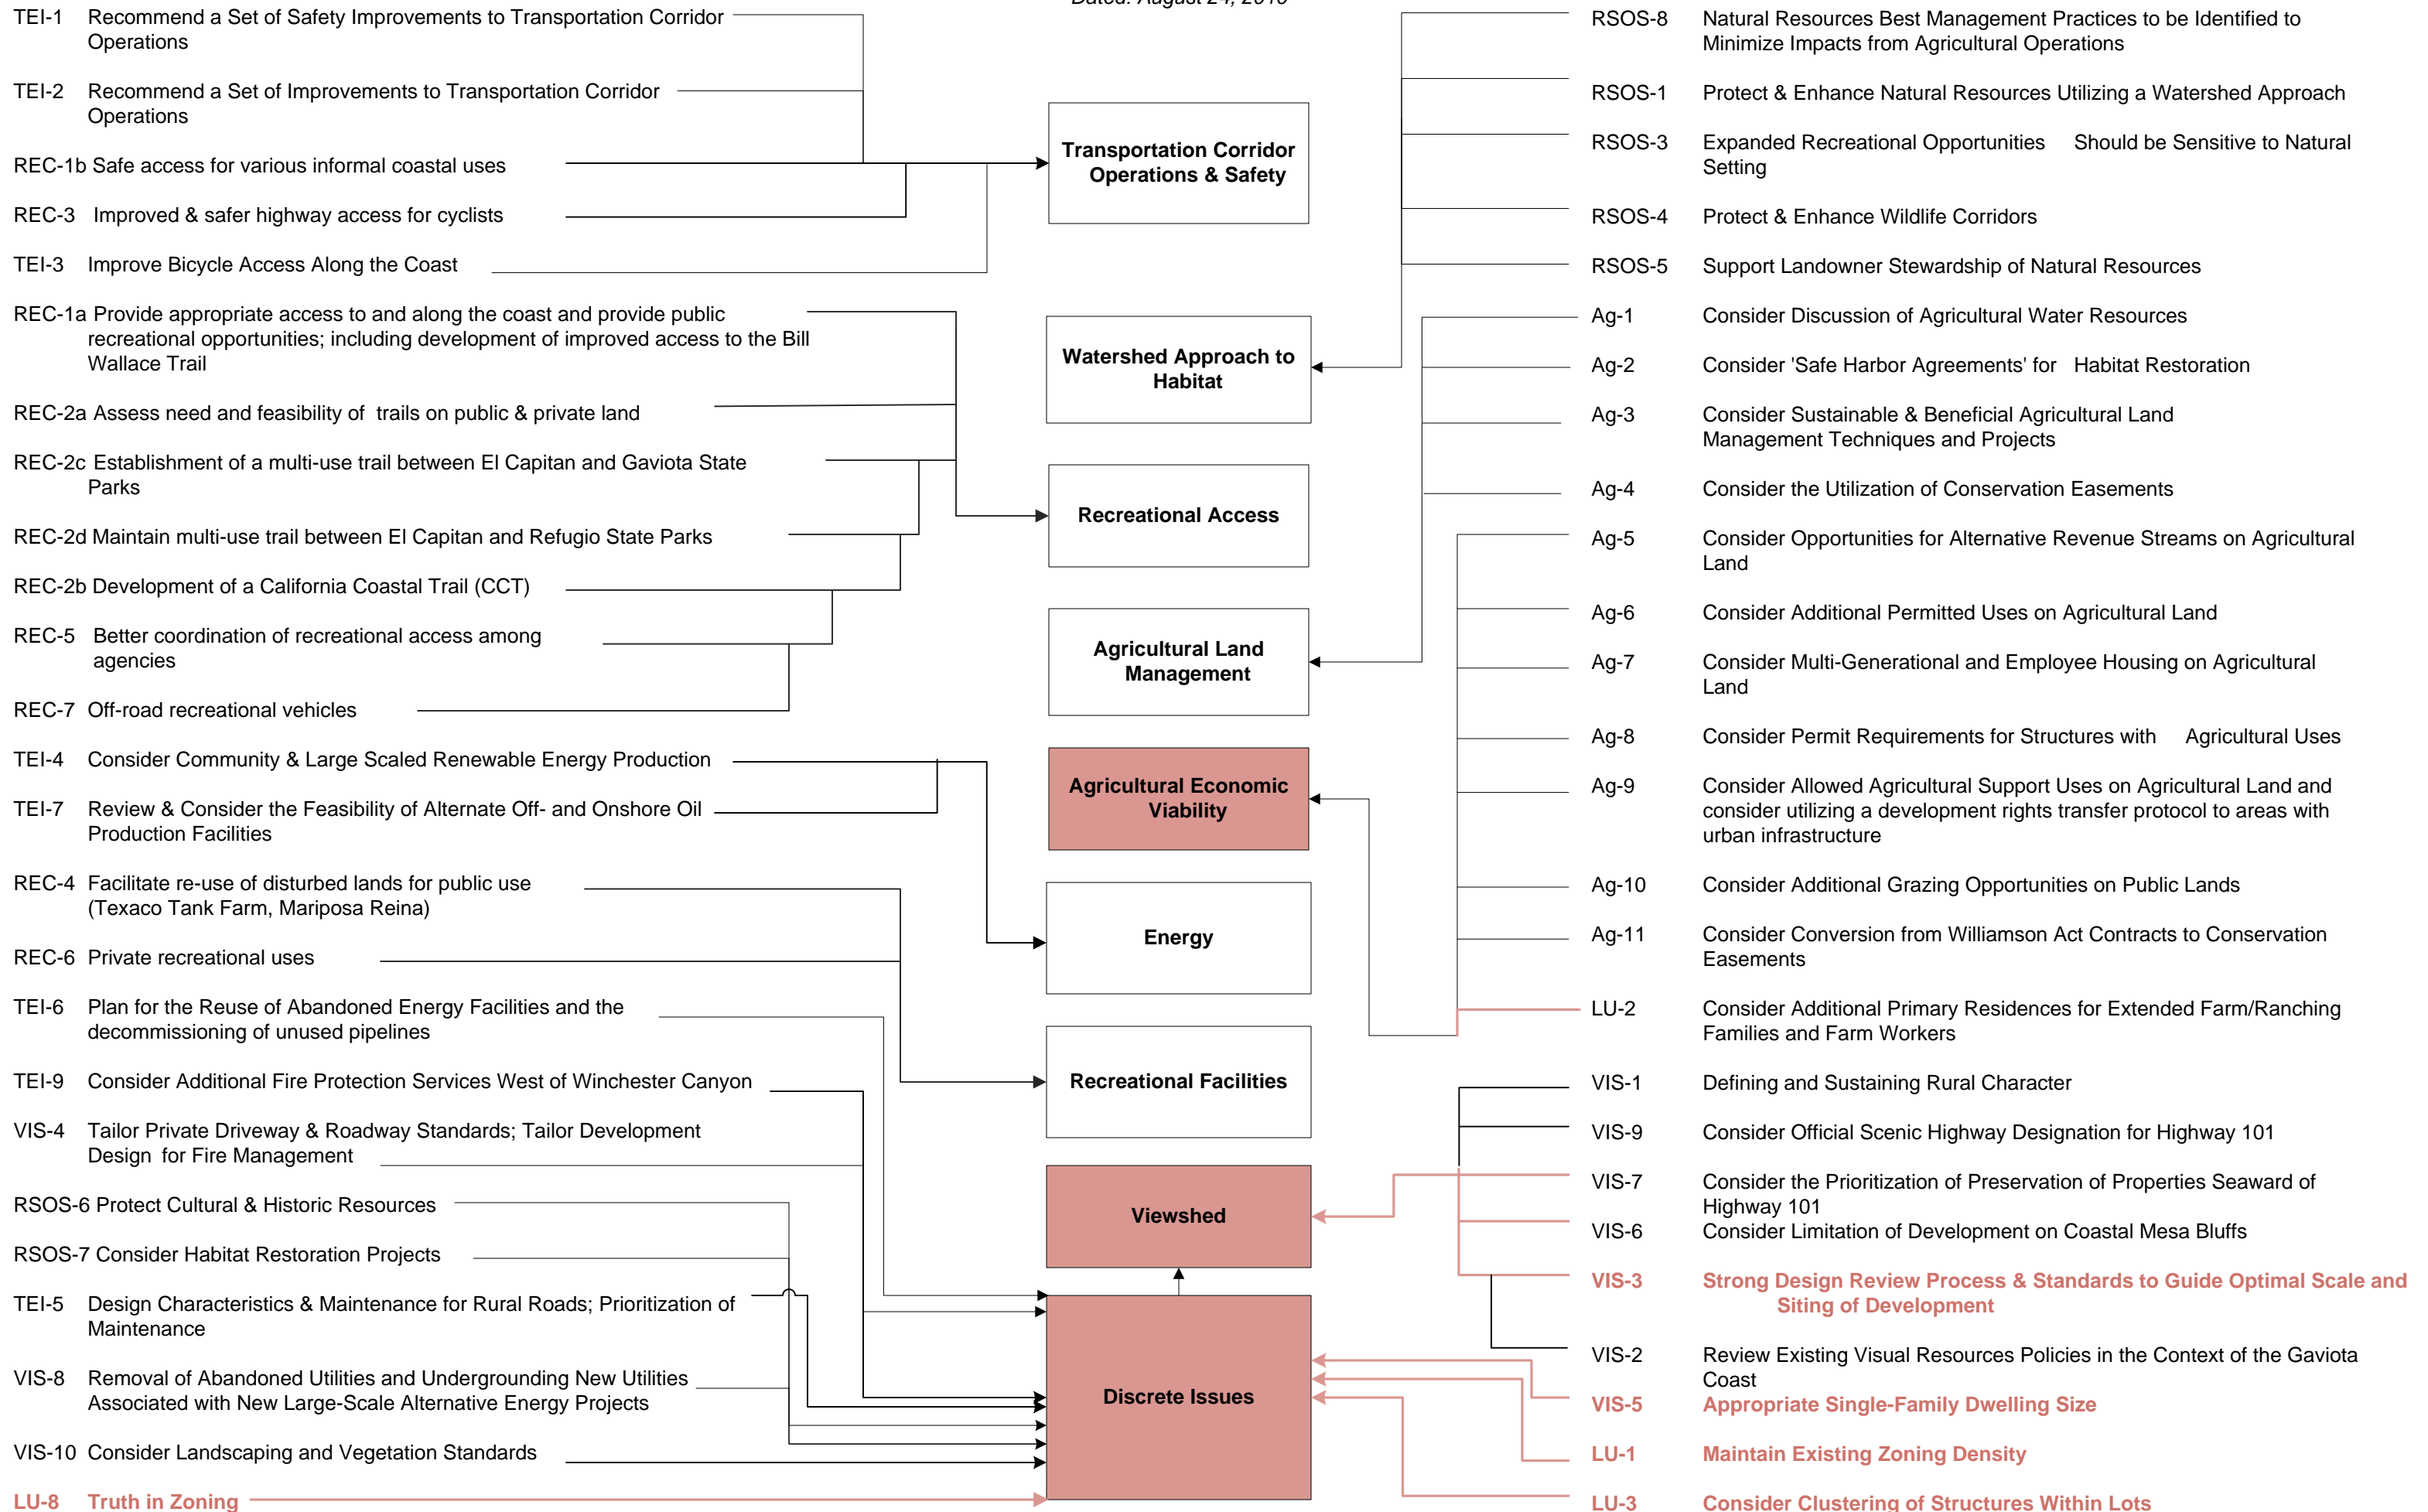 Dated: August 24, 2010
TEI-1 Recommend a Set of Safety Improvements to Transportation Corridor
Operations
TEI-2 Recommend a Set of Improvements to Transportation Corridor
Operations
REC-1b Safe access for various informal coastal uses
REC-3 Improved & safer highway access for cyclists
TEI-3 Improve Bicycle Access Along the Coast
REC-1a Provide appropriate access to and along the coast and provide public
recreational opportunities; including development of improved access to the Bill
Wallace Trail
REC-2a Assess need and feasibility of trails on public & private land
REC-2c Establishment of a multi-use trail between El Capitan and Gaviota State
Parks
REC-2d Maintain multi-use trail between El Capitan and Refugio State Parks
REC-2b Development of a California Coastal Trail (CCT)
REC-5 Better coordination of recreational access among
agencies
REC-7 Off-road recreational vehicles
TEI-4 Consider Community & Large Scaled Renewable Energy Production
TEI-7 Review & Consider the Feasibility of Alternate Off- and Onshore Oil
Production Facilities
REC-4 Facilitate re-use of disturbed lands for public use
(Texaco Tank Farm, Mariposa Reina)
REC-6 Private recreational uses
TEI-6 Plan for the Reuse of Abandoned Energy Facilities and the
decommissioning of unused pipelines
TEI-9 Consider Additional Fire Protection Services West of Winchester Canyon
VIS-4 Tailor Private Driveway & Roadway Standards; Tailor Development
Design for Fire Management
RSOS-6 Protect Cultural & Historic Resources
RSOS-7 Consider Habitat Restoration Projects
TEI-5 Design Characteristics & Maintenance for Rural Roads; Prioritization of
Maintenance
VIS-8 Removal of Abandoned Utilities and Undergrounding New Utilities
Associated with New Large-Scale Alternative Energy Projects
VIS-10 Consider Landscaping and Vegetation Standards
LU-8 Truth in Zoning
Transportation Corridor
Operations & Safety
Watershed Approach to
Habitat
Recreational Access
Agricultural Land
Management
Agricultural Economic
Viability
Energy
Recreational Facilities
Viewshed
Discrete Issues
RSOS-8 Natural Resources Best Management Practices to be Identified to
Minimize Impacts from Agricultural Operations
RSOS-1 Protect & Enhance Natural Resources Utilizing a Watershed Approach
RSOS-3 Expanded Recreational Opportunities Should be Sensitive to Natural
Setting
RSOS-4 Protect & Enhance Wildlife Corridors
RSOS-5 Support Landowner Stewardship of Natural Resources
Ag-1 Consider Discussion of Agricultural Water Resources
Ag-2 Consider 'Safe Harbor Agreements' for Habitat Restoration
Ag-3 Consider Sustainable & Beneficial Agricultural Land
Management Techniques and Projects
Ag-4 Consider the Utilization of Conservation Easements
Ag-5 Consider Opportunities for Alternative Revenue Streams on Agricultural
Land
Ag-6 Consider Additional Permitted Uses on Agricultural Land
Ag-7 Consider Multi-Generational and Employee Housing on Agricultural
Land
Ag-8 Consider Permit Requirements for Structures with Agricultural Uses
Ag-9 Consider Allowed Agricultural Support Uses on Agricultural Land and
consider utilizing a development rights transfer protocol to areas with
urban infrastructure
Ag-10 Consider Additional Grazing Opportunities on Public Lands
Ag-11 Consider Conversion from Williamson Act Contracts to Conservation
Easements
LU-2 Consider Additional Primary Residences for Extended Farm/Ranching
Families and Farm Workers
VIS-1 Defining and Sustaining Rural Character
VIS-9 Consider Official Scenic Highway Designation for Highway 101
VIS-7 Consider the Prioritization of Preservation of Properties Seaward of
Highway 101
VIS-6 Consider Limitation of Development on Coastal Mesa Bluffs
VIS-3 Strong Design Review Process & Standards to Guide Optimal Scale and
Siting of Development
VIS-2 Review Existing Visual Resources Policies in the Context of the Gaviota
Coast
VIS-5 Appropriate Single-Family Dwelling Size
LU-1 Maintain Existing Zoning Density
LU-3 Consider Clustering of Structures Within Lots